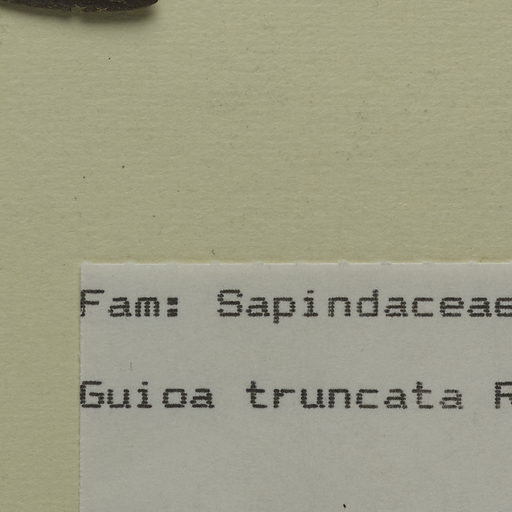 Fam: Sapindaceae
Guioa truncata R